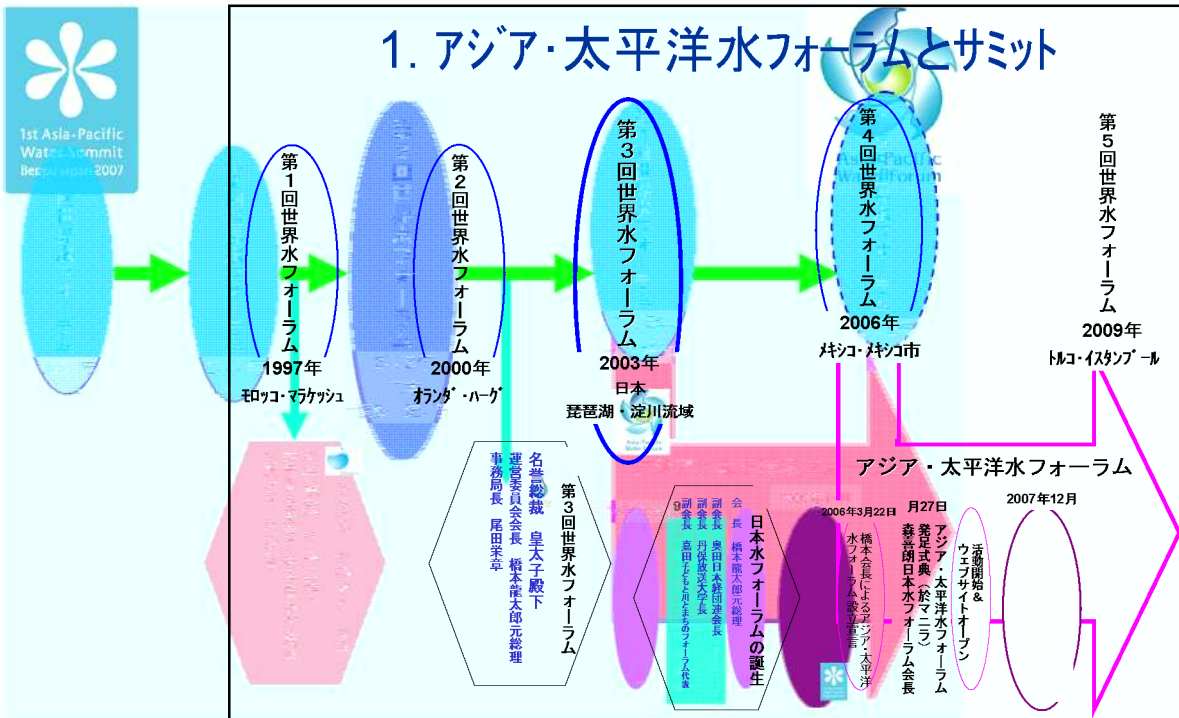 1. アジア・太平洋水フォーラムとサミット
1st Asia-Pacific
Water Summit
2007
第1回世界水フォーラム
1997年
モロッコ・マラケッシュ
第2回世界水フォーラム
2000年
オランダ・ハーグ
第3回世界水フォーラム
2003年
日本
琵琶湖・淀川流域
第4回世界水フォーラム
2006年
メキシコ・メキシコ市
第5回世界水フォーラム
2009年
トルコ・イスタンブール
第3回世界水フォーラム
名誉総裁 皇太子殿下
運営委員会会長 橋本龍太郎元総理
事務局長 尾田栄章
日本水フォーラムの誕生
会 長 橋本龍太郎元総理
副会長 奥田日本経団連会長
副会長 丹保放送大学長
副会長 嘉田子どもと川とまちのフォーラム代表
アジア・太平洋水フォーラム
2006年3月22日
橋本会長によるアジア・太平洋
水フォーラム 設立宣言
月27日
アジア・太平洋水フォーラム
発足式典（於マニラ）
森喜朗日本水フォーラム会長
活動開始&
ウェブサイトオープン
2007年12月